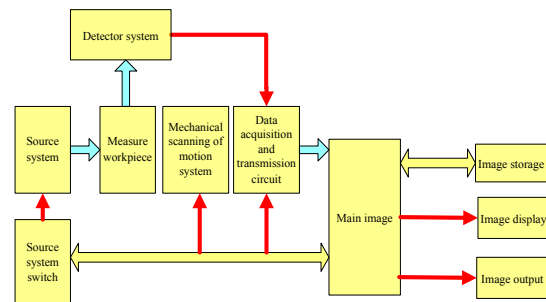 Detector system
Source
system
Measure
workpiece
Mechanical
scanning of
motion
system
Data
acquisition
and
transmission
circuit
Main image
Image storage
Image display
Image output
Source
system
switch